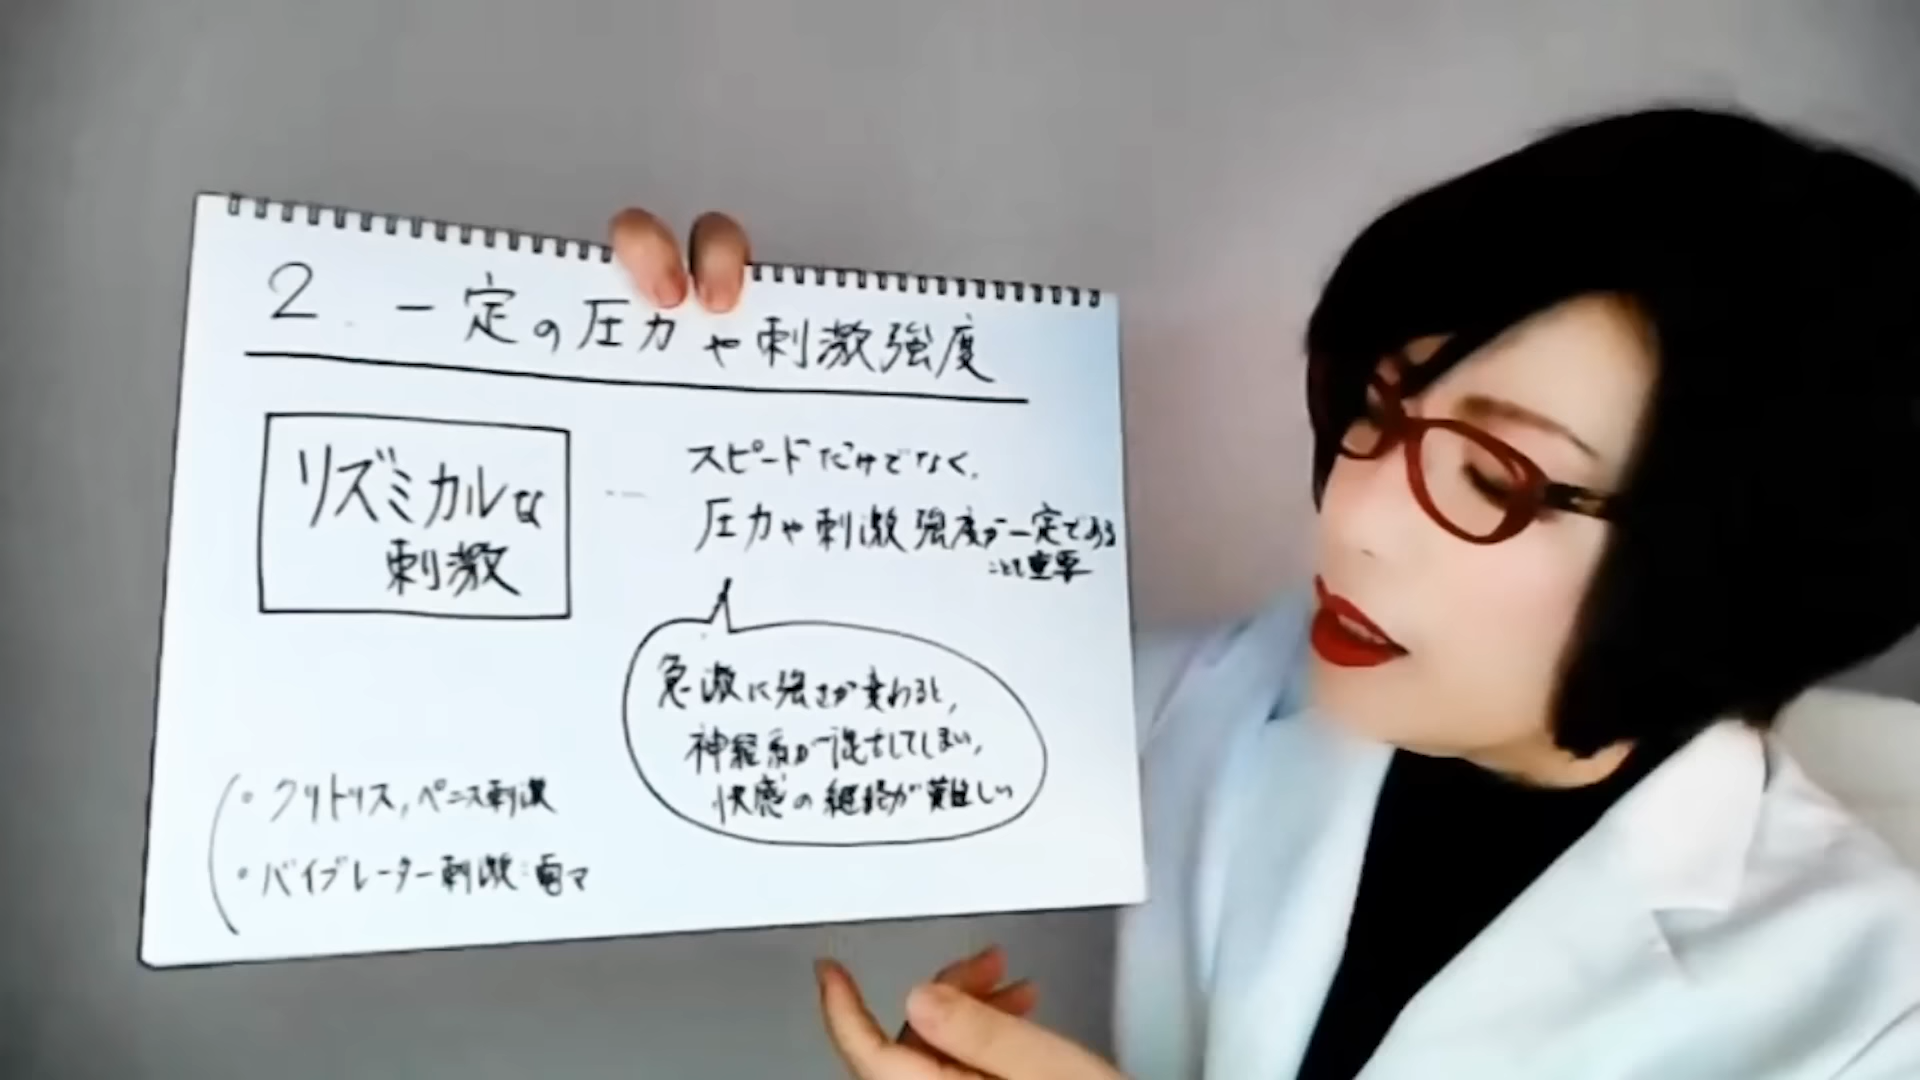 2. 一定の圧力や刺激強度
リズミカルな
刺激
スピードだけでなく、
圧力や刺激強度が一定である
ことも重要
急激に強さが変わると、
神経系が混乱してしまい、
快感の継続が難しい
・クリトリス, ペニス刺激
・バイブレーター刺激:電マ